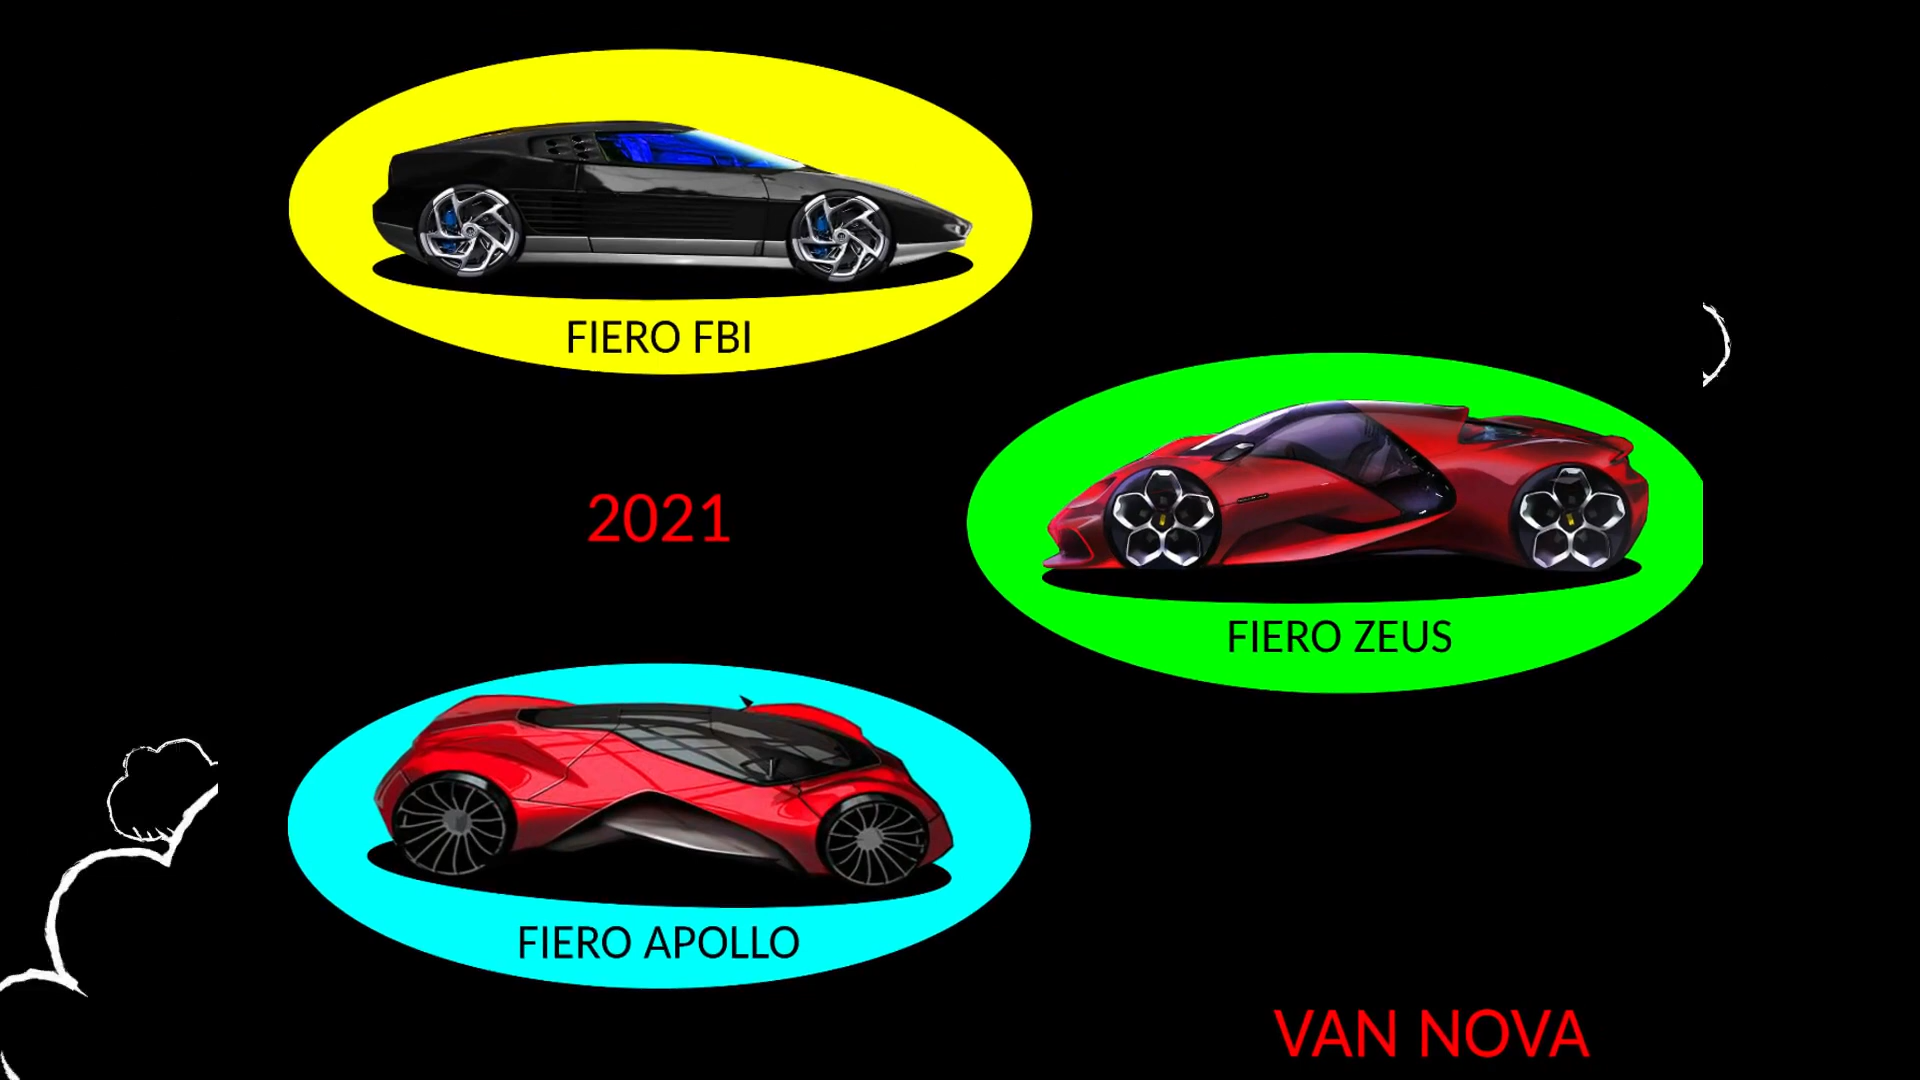 FIERO FBI
2021
FIERO ZEUS
FIERO APOLLO
VAN NOVA